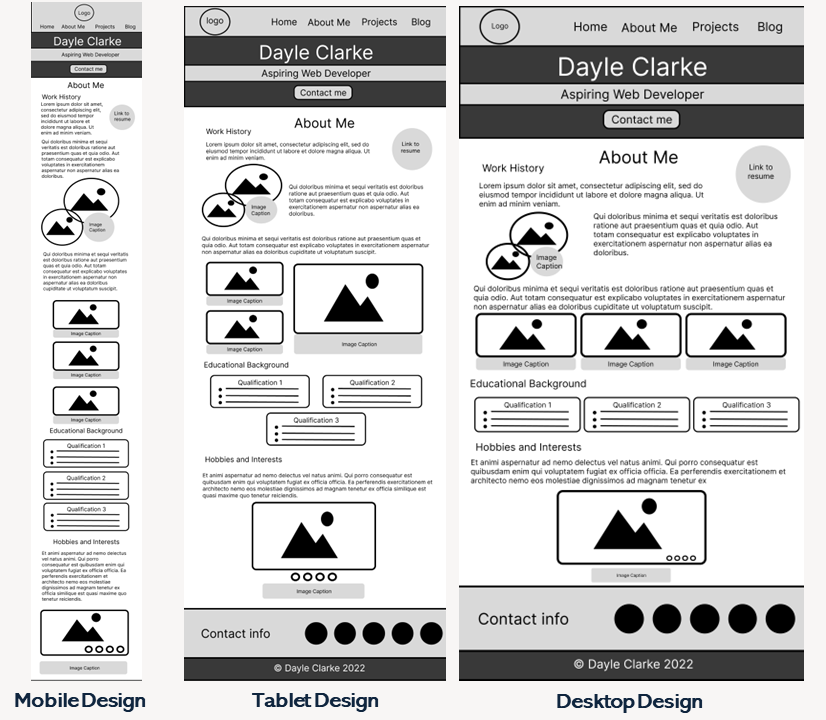 Logo
Home About Me Projects Blog
Dayle Clarke
Aspiring Web Developer
Contact me
About Me
Work History
Lorem ipsum dolor sit amet,
consectetur adipiscing elit,
sed do eiusmod tempor
incididunt ut labore et
dolore magna aliqua. Ut
enim ad minim veniam.
Link to
resume
Qui doloribus minima et sequi
veritatis est doloribus ratione
aut praesentium quas et quia
odio. Aut totam consequatur
est explicabo voluptates in
exercitationem aspernatur
non aspernatur alias ea
doloribus.
Image
Caption
Qui doloribus minima et sequi
veritatis est doloribus ratione
aut praesentium quas et quia
odio. Aut totam consequatur est
explicabo voluptates in
exercitationem aspernatur non
aspernatur alias ea doloribus
cupiditate ut voluptatum suscipit.
Image Caption
Image Caption
Image Caption
Educational Background
Qualification 1
Qualification 2
Qualification 3
Hobbies and Interests
Et animi aspernatur ad nemo delectus
vel natus animi. Qui porro
consequatur est quibusdam enim qui
voluptatem fugiat ex officia officia. Ea
perferendis exercitationem et
architecto nemo eos molestiae
dignissimos ad magnam tenetur ex
officiis similique est quasi maxime quo
tenetur reiciendis.
Image Caption
Mobile Design
logo
Home About Me Projects Blog
Dayle Clarke
Aspiring Web Developer
Contact me
About Me
Work History
Lorem ipsum dolor sit amet, consectetur adipiscing elit, sed do
eiusmod tempor incididunt ut labore et dolore magna aliqua. Ut
enim ad minim veniam.
Link to
resume
Image
Caption
Qui doloribus minima et sequi veritatis est doloribus
ratione aut praesentium quas et quia odio. Aut
totam consequatur est explicabo voluptates in
exercitationem aspernatur non aspernatur alias ea
doloribus.
Qui doloribus minima et sequi veritatis est doloribus ratione aut praesentium quas et
quia odio. Aut totam consequatur est explicabo voluptates in exercitationem aspernatur
non aspernatur alias ea doloribus cupiditate ut voluptatum suscipit.
Image Caption
Image Caption
Image Caption
Educational Background
Qualification 1 Qualification 2
Qualification 3
Hobbies and Interests
Et animi aspernatur ad nemo delectus vel natus animi. Qui porro consequatur est
quibusdam enim qui voluptatem fugiat ex officia officia. Ea perferendis exercitationem et
architecto nemo eos molestiae dignissimos ad magnam tenetur ex officiis similique est
quasi maxime quo tenetur reiciendis.
Image Caption
Contact info
© Dayle Clarke 2022
Tablet Design
Logo
Home About Me Projects Blog
Dayle Clarke
Aspiring Web Developer
Contact me
About Me
Work History
Lorem ipsum dolor sit amet, consectetur adipiscing elit, sed do
eiusmod tempor incididunt ut labore et dolore magna aliqua. Ut
enim ad minim veniam.
Link to
resume
Image
Caption
Qui doloribus minima et sequi veritatis est doloribus
ratione aut praesentium quas et quia odio. Aut totam
consequatur est explicabo voluptates in
exercitationem aspernatur non aspernatur alias ea
doloribus.
Qui doloribus minima et sequi veritatis est doloribus ratione aut praesentium quas et
quia odio. Aut totam consequatur est explicabo voluptates in exercitationem aspernatur
non aspernatur alias ea doloribus cupiditate ut voluptatum suscipit.
Image Caption Image Caption Image Caption
Educational Background
Qualification 1 Qualification 2 Qualification 3
Hobbies and Interests
Et animi aspernatur ad nemo delectus vel natus animi. Qui porro consequatur est
quibusdam enim qui voluptatem fugiat ex officia officia. Ea perferendis exercitationem et
architecto nemo eos molestiae dignissimos ad magnam tenetur ex
Image Caption
Contact info
© Dayle Clarke 2022
Desktop Design